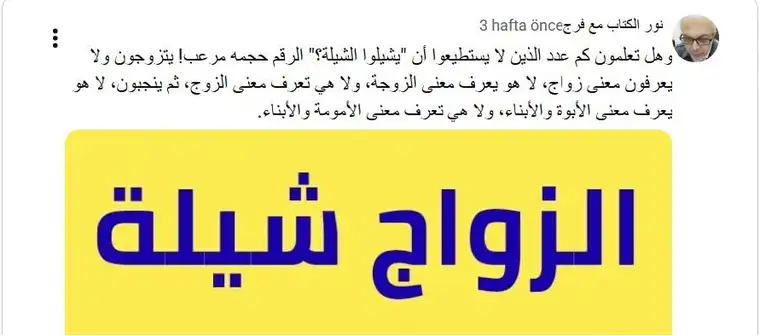 نور الكتاب مع فرج 3 hafta önce
وهل تعلمون كم عدد الذين لا يستطيعوا أن "يشيلوا الشيلة؟" الرقم حجمه مرعب! يتزوجون ولا
يعرفون معنى زواج، لا هو يعرف معنى الزوجة، ولا هي تعرف معنى الزوج، ثم ينجبون، لا هو
يعرف معنى الأبوة والأبناء، ولا هي تعرف معنى الأمومة والأبناء.
الزواج شيلة